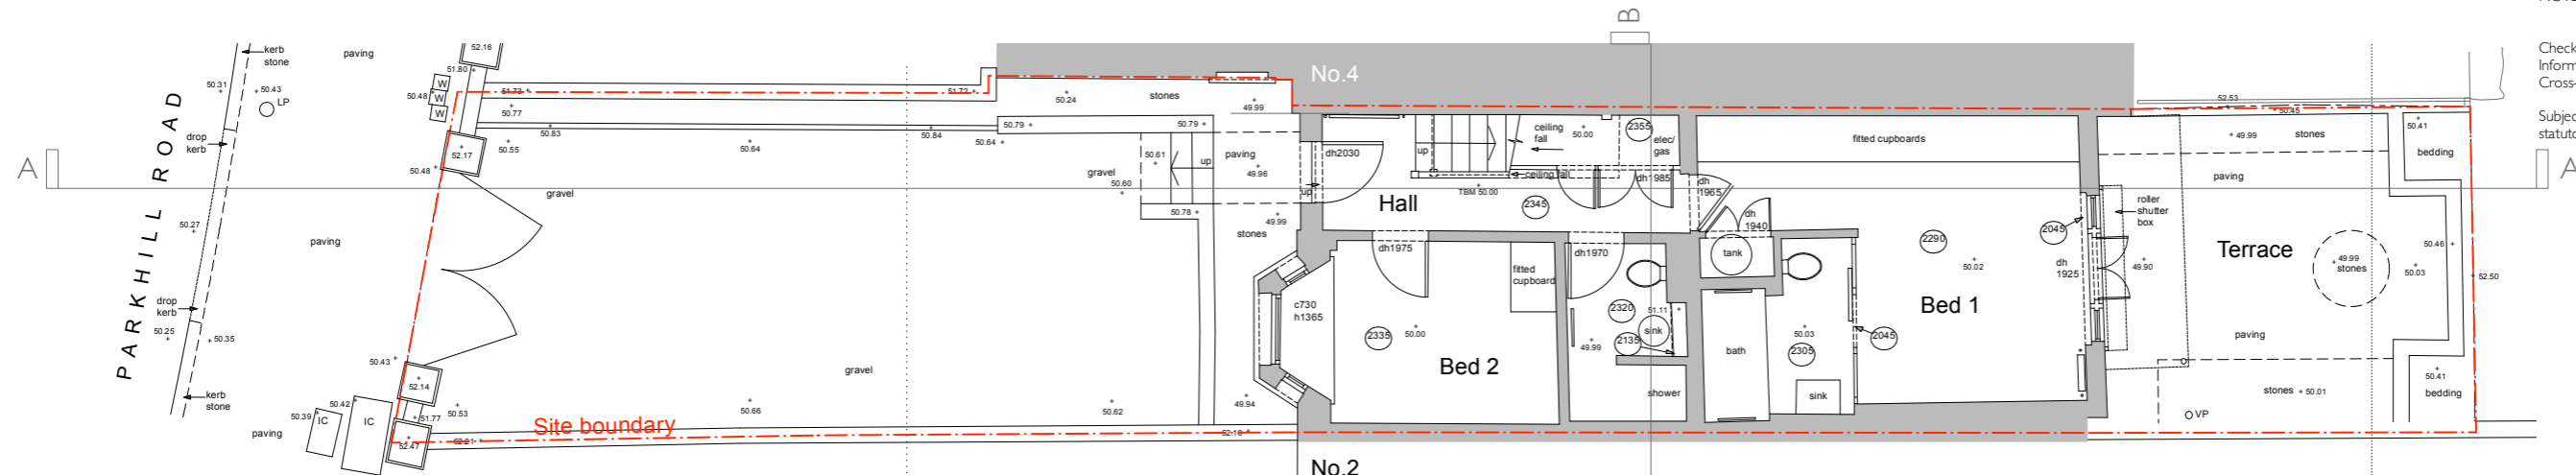 PARKHILL ROAD
kerb
stone
paving
50.31
50.43
LP
drop
kerb
50.27
paving
drop
kerb
50.25
50.35
kerb
stone
paving
50.39
IC
50.42
IC
A
52.16
51.80
W
W
W
50.48
51.73
50.77
50.83
52.17
50.55
50.48
50.64
gravel
50.43
52.14
51.77
50.53
52.47
52.21
Site boundary
50.66
gravel
51.72
50.84
50.64
50.79
50.24
stones
50.79
49.99
gravel
50.60
50.61
up
paving
49.96
50.78
49.99
stones
50.62
49.94
52.18
No.4
No.2
B
up
dh2030
up
ceiling
fall
50.00
2355
elec/
gas
ceiling fall
TBM 50.00
dh1985
dh
1965
Hall
2345
dh1975
dh1970
dh
1940
tank
c730
h1365
2335
50.00
Bed 2
fitted
cupboard
2320
51.11
sink
2135
49.99
shower
bath
50.03
2305
sink
2045
fitted cupboards
2290
50.02
Bed 1
2045
dh
1925
roller
shutter
box
49.90
52.53
50.45
49.99
stones
50.41
bedding
paving
Terrace
49.99
stones
50.46
50.03
52.50
paving
stones
50.01
VP
50.41
bedding
A
Check
Inform
Cross-
Subjec
statuto